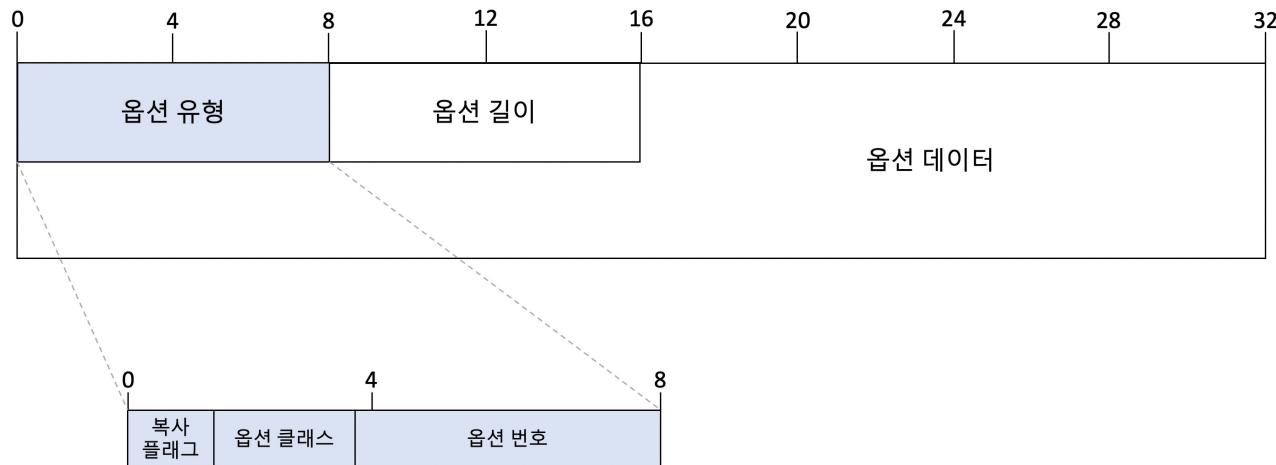 0 4 8 12 16 20 24 28 32
옵션 유형 옵션 길이
옵션 데이터
0 4 8
복사
플래그 옵션 클래스 옵션 번호